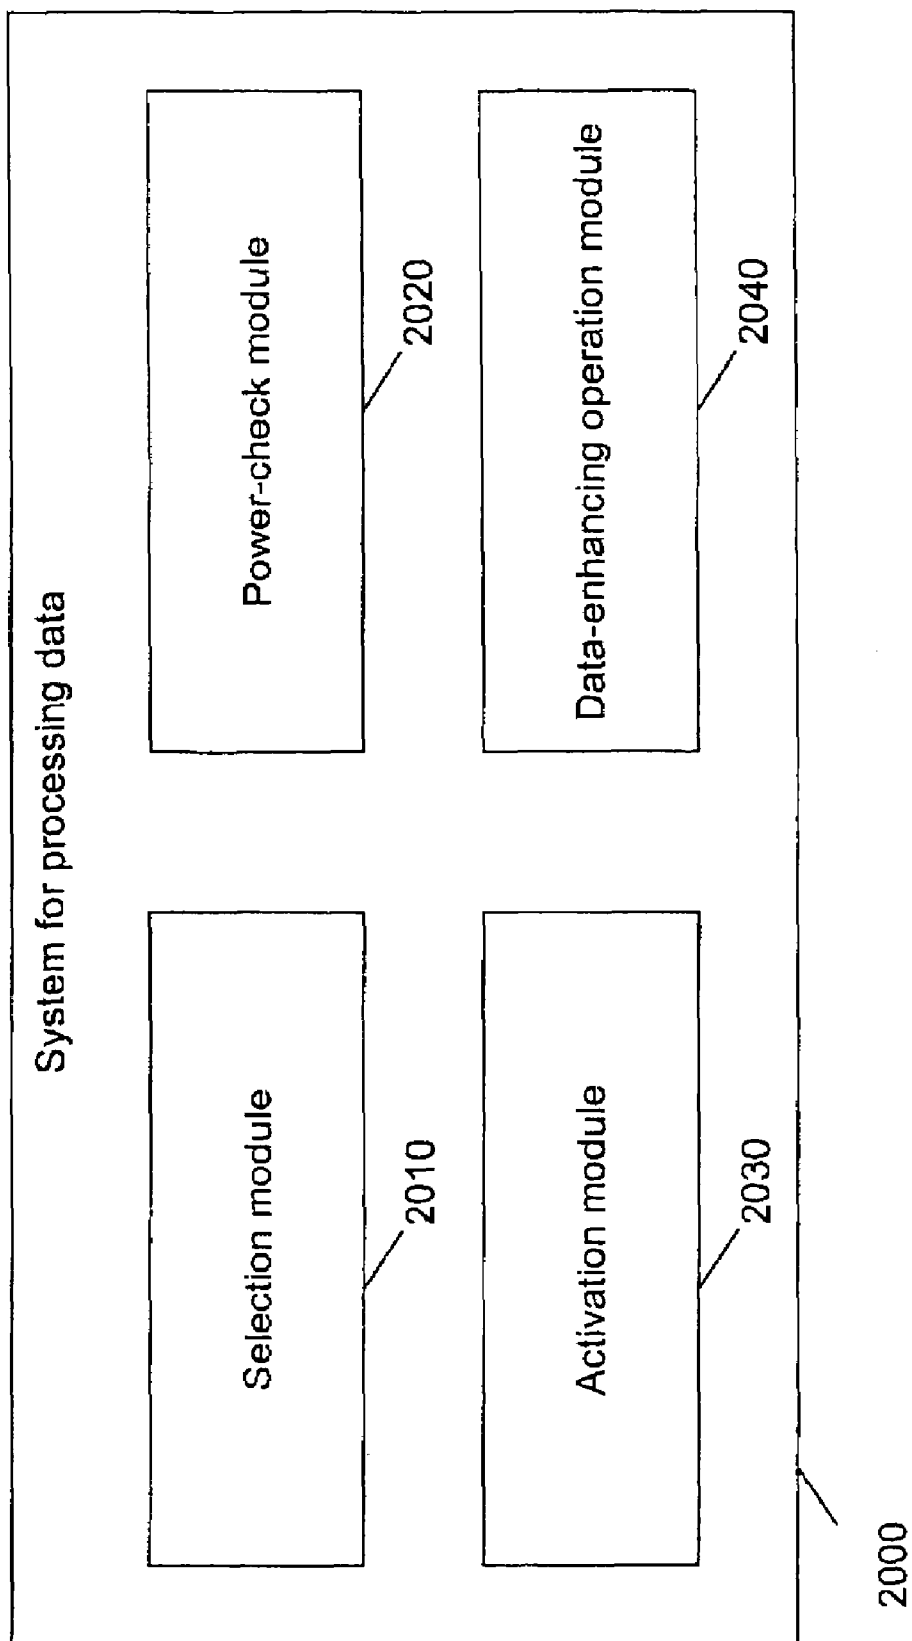 System for processing data
Selection module
2010
Power-check module
2020
Activation module
2030
Data-enhancing operation module
2040
2000